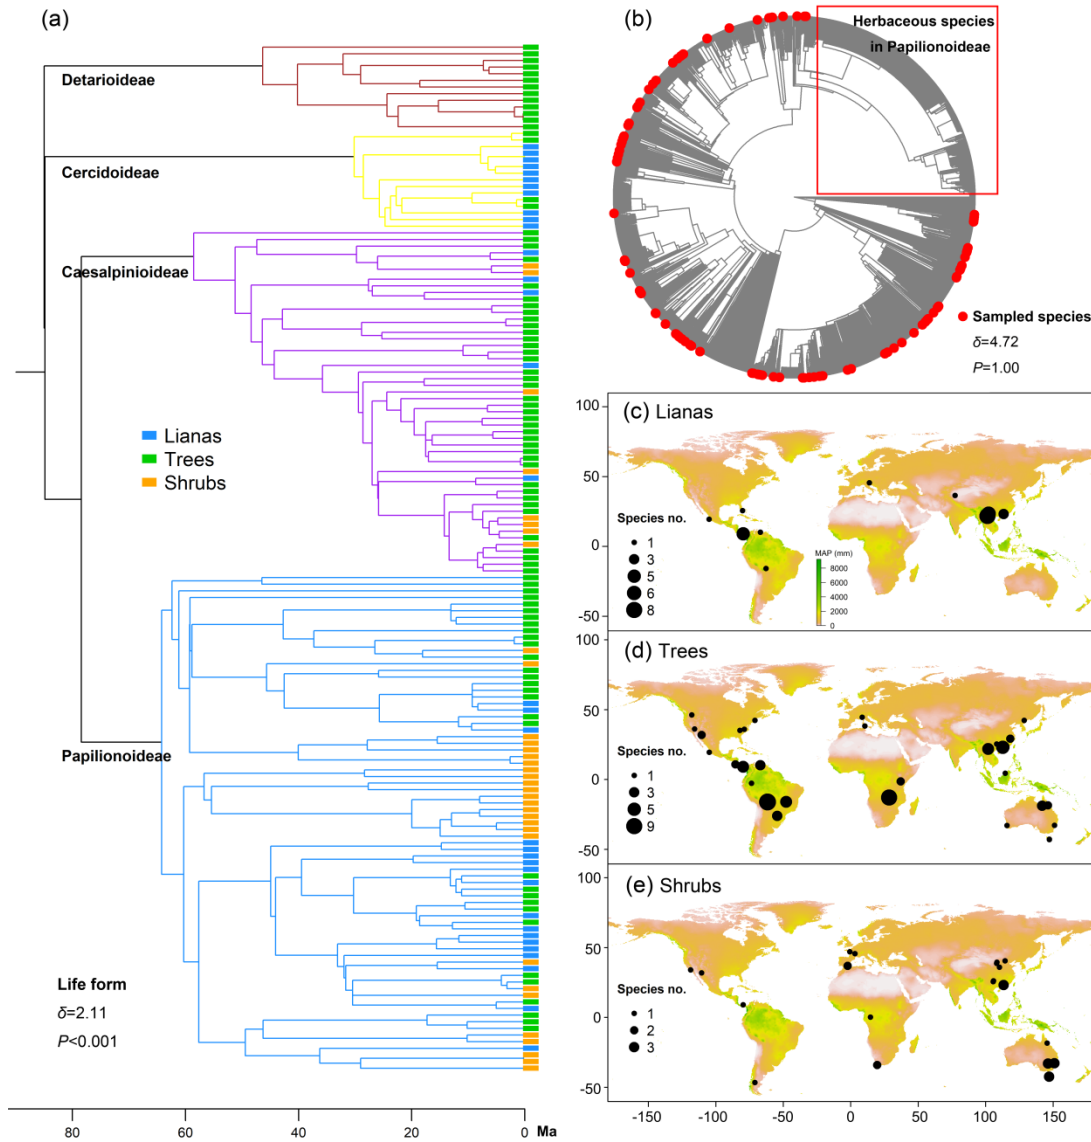 (a)
Detarioideae
Cercidoideae
Caesalpinioideae
Lianas
Trees
Shrubs
Papilionoideae
Life form
δ=2.11
P<0.001
80
60
40
20
0
Ma
(b)
Herbaceous species
in Papilionoideae
Sampled species
δ=4.72
P=1.00
(c) Lianas
100
50
0
-50
Species no.
1
3
5
6
8
MAP (mm)
8000
6000
4000
2000
0
(d) Trees
100
50
0
-50
Species no.
1
3
5
9
(e) Shrubs
100
50
0
-50
Species no.
1
2
3
-150
-100
-50
0
50
100
150